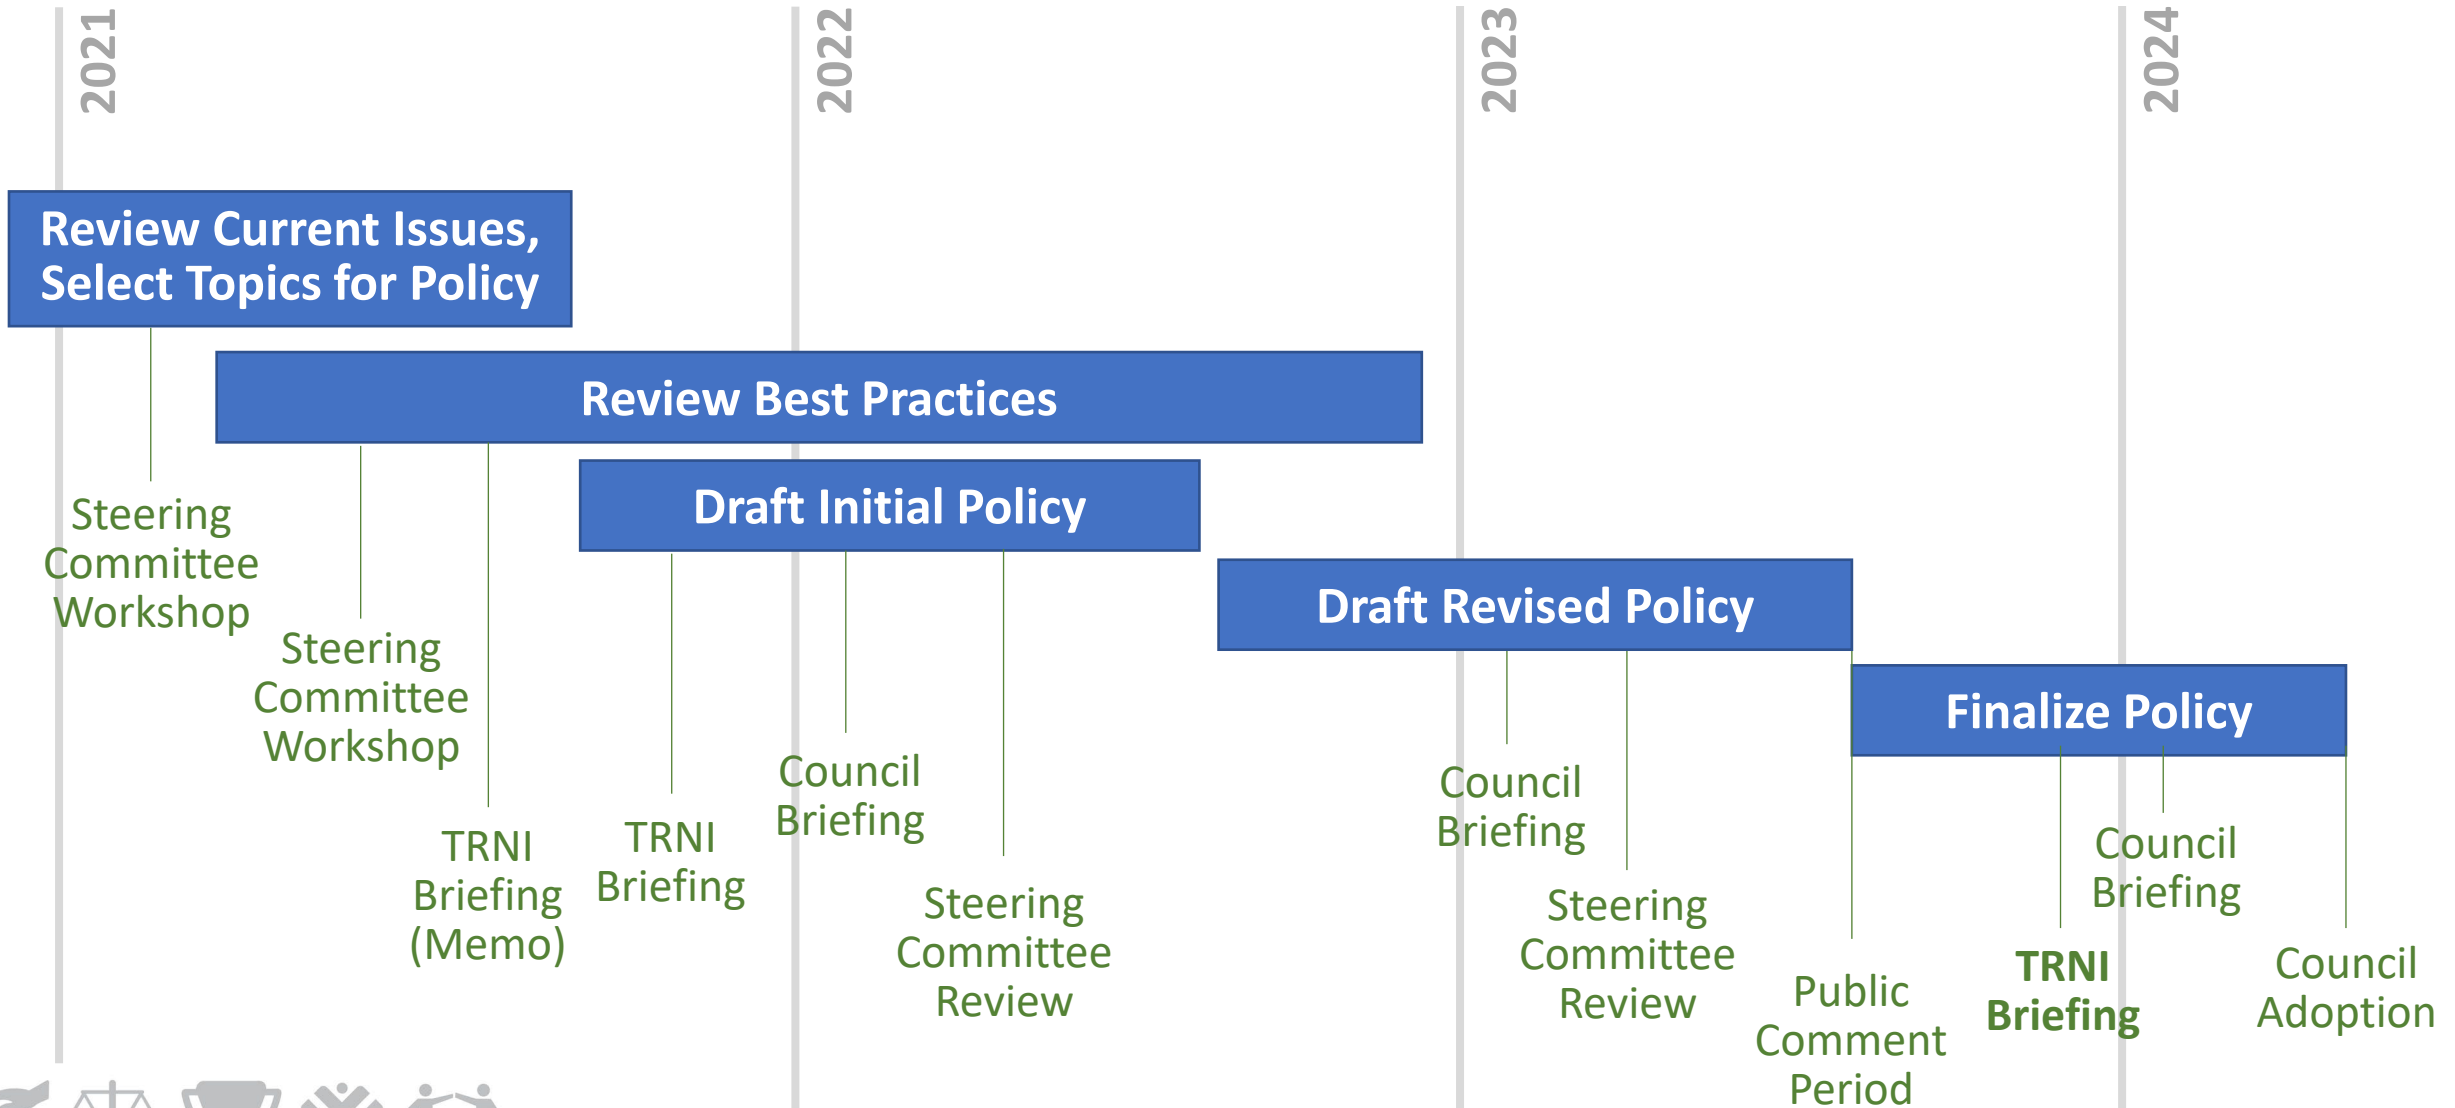 2021
2022
2023
2024
Review Current Issues,
Select Topics for Policy
Review Best Practices
Draft Initial Policy
Draft Revised Policy
Finalize Policy
Steering
Committee
Workshop
Steering
Committee
Workshop
TRNI
Briefing
(Memo)
TRNI
Briefing
Council
Briefing
Steering
Committee
Review
Council
Briefing
Steering
Committee
Review
Public
Comment
Period
TRNI
Briefing
Council
Briefing
Council
Adoption